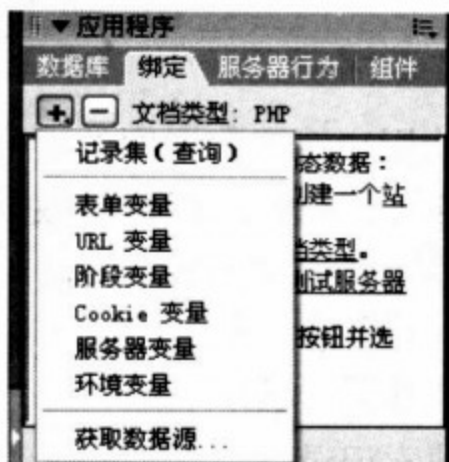 ▼应用程序
数据库 绑定 服务器行为 组件
文档类型: PHP
记录集(查询)
表单变量
URL 变量
阶段变量
Cookie 变量
服务器变量
环境变量
获取数据源...
态数据:
创建一个站
档类型。
测试服务器
按钮并选